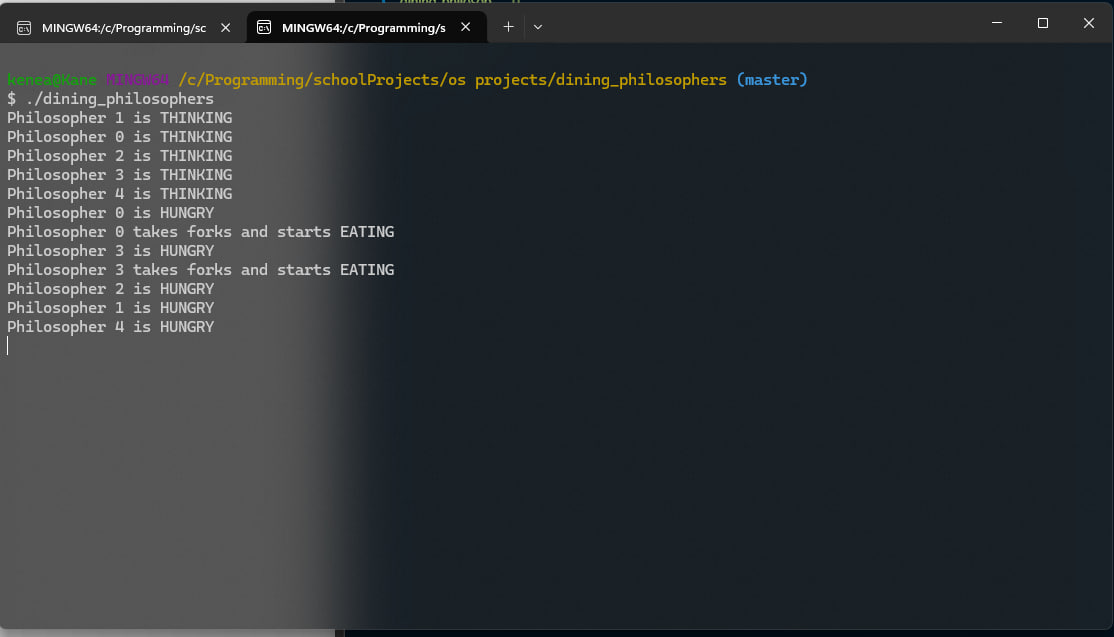 MINGW64:/c/Programming/sc
MINGW64:/c/Programming/s
kenea@Kane MINGW64 /c/Programming/schoolProjects/os projects/dining_philosophers (master)
$ ./dining_philosophers
Philosopher 1 is THINKING
Philosopher 0 is THINKING
Philosopher 2 is THINKING
Philosopher 3 is THINKING
Philosopher 4 is THINKING
Philosopher 0 is HUNGRY
Philosopher 0 takes forks and starts EATING
Philosopher 3 is HUNGRY
Philosopher 3 takes forks and starts EATING
Philosopher 2 is HUNGRY
Philosopher 1 is HUNGRY
Philosopher 4 is HUNGRY